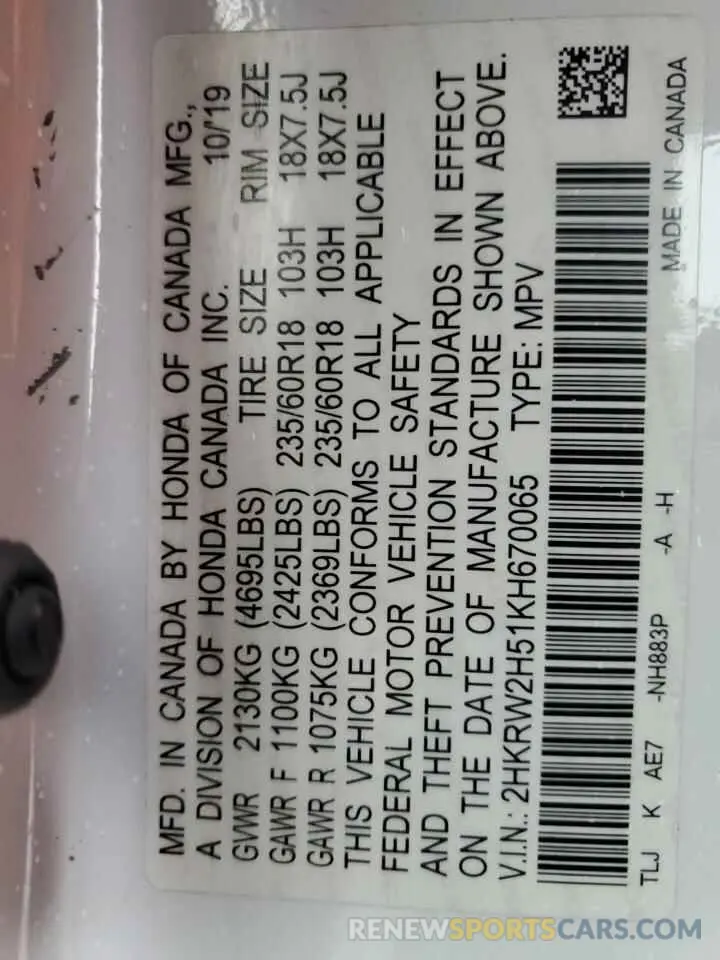 MFD. IN CANADA BY HONDA OF CANADA MFG.,
A DIVISION OF HONDA CANADA INC. 10/'19
GVWR 2130KG (4695LBS) TIRE SIZE RIM SIZE
GAWR F 1100KG (2425LBS) 235/60R18 103H 18X7.5J
GAWR R 1075KG (2369LBS) 235/60R18 103H 18X7.5J
THIS VEHICLE CONFORMS TO ALL APPLICABLE
FEDERAL MOTOR VEHICLE SAFETY
AND THEFT PREVENTION STANDARDS IN EFFECT
ON THE DATE OF MANUFACTURE SHOWN ABOVE.
V.I.N.: 2HKRW2H51KH670065 TYPE: MPV
TLJ K AE7 -NH883P -A -H MADE IN CANADA
RENEWSPORTSCARS.COM